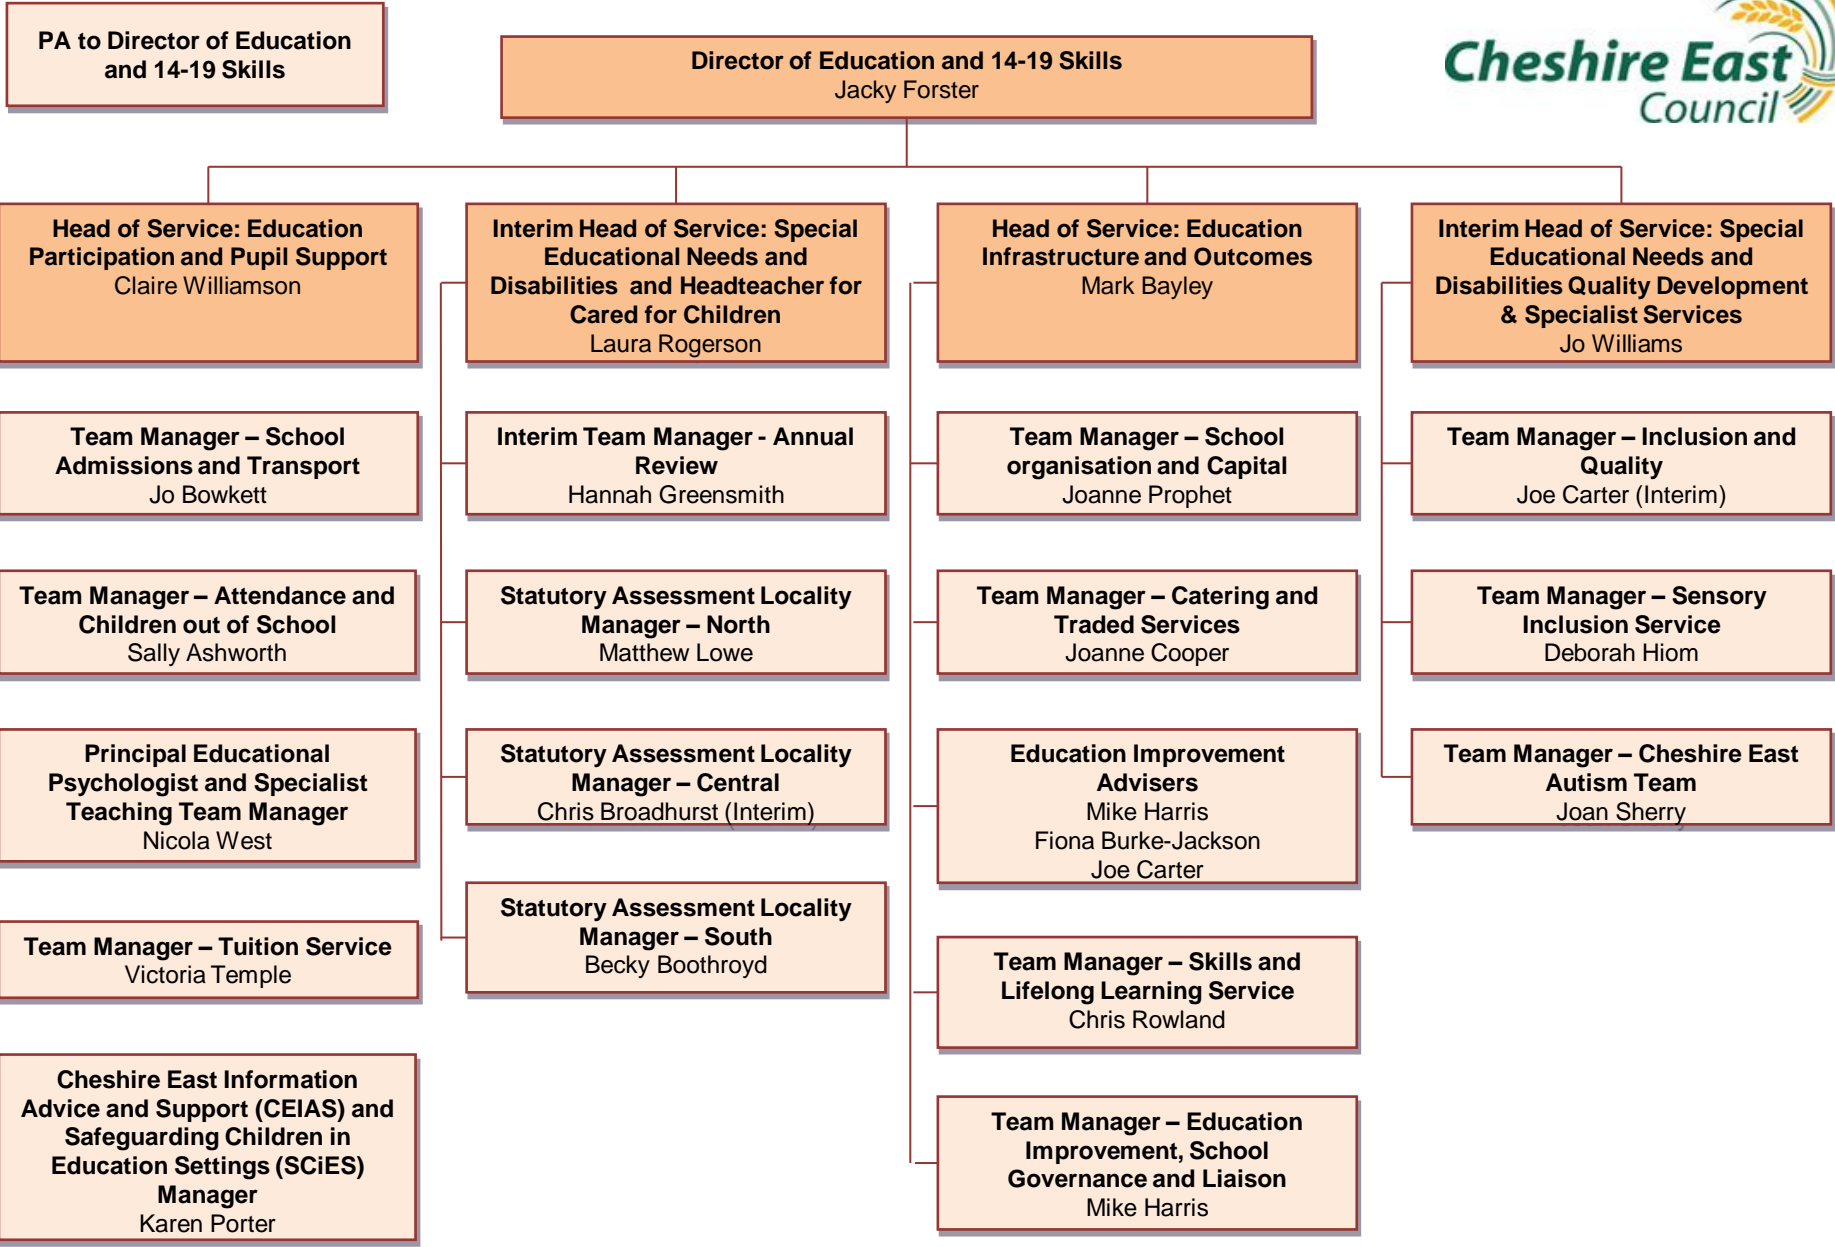 PA to Director of Education
and 14-19 Skills
Director of Education and 14-19 Skills
Jacky Forster
Cheshire East
Council
Head of Service: Education
Participation and Pupil Support
Claire Williamson
Interim Head of Service: Special
Educational Needs and
Disabilities and Headteacher for
Cared for Children
Laura Rogerson
Head of Service: Education
Infrastructure and Outcomes
Mark Bayley
Interim Head of Service: Special
Educational Needs and
Disabilities Quality Development
& Specialist Services
Jo Williams
Team Manager – School
Admissions and Transport
Jo Bowkett
Interim Team Manager - Annual
Review
Hannah Greensmith
Team Manager – School
organisation and Capital
Joanne Prophet
Team Manager – Inclusion and
Quality
Joe Carter (Interim)
Team Manager – Attendance and
Children out of School
Sally Ashworth
Statutory Assessment Locality
Manager – North
Matthew Lowe
Team Manager – Catering and
Traded Services
Joanne Cooper
Team Manager – Sensory
Inclusion Service
Deborah Hiom
Principal Educational
Psychologist and Specialist
Teaching Team Manager
Nicola West
Statutory Assessment Locality
Manager – Central
Chris Broadhurst (Interim)
Education Improvement
Advisers
Mike Harris
Fiona Burke-Jackson
Joe Carter
Team Manager – Cheshire East
Autism Team
Joan Sherry
Team Manager – Tuition Service
Victoria Temple
Statutory Assessment Locality
Manager – South
Becky Boothroyd
Team Manager – Skills and
Lifelong Learning Service
Chris Rowland
Cheshire East Information
Advice and Support (CEIAS) and
Safeguarding Children in
Education Settings (SCiES)
Manager
Karen Porter
Team Manager – Education
Improvement, School
Governance and Liaison
Mike Harris